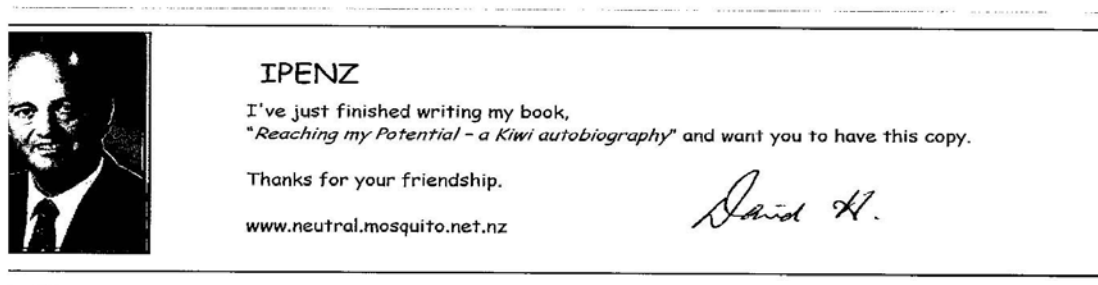 IPENZ
I've just finished writing my book,
"Reaching my Potential – a Kiwi autobiography" and want you to have this copy.
Thanks for your friendship.
David H.
www.neutral.mosquito.net.nz